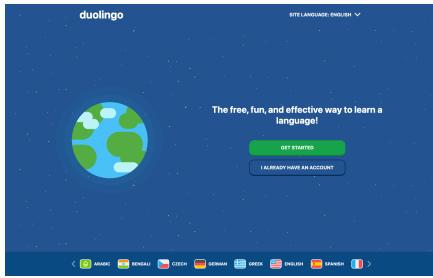 duolingo
SITE LANGUAGE: ENGLISH
The free, fun, and effective way to learn a
language!
GET STARTED
I ALREADY HAVE AN ACCOUNT
ARABIC BENGALI CZECH GERMAN GREEK ENGLISH SPANISH